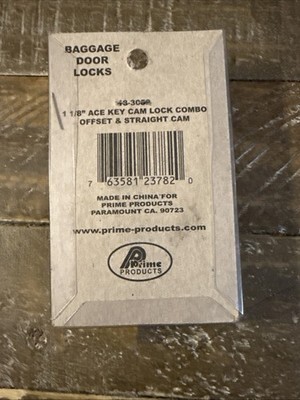 BAGGAGE
DOOR
LOCKS
1 1/8" ACE KEY CAM LOCK COMBO
OFFSET & STRAIGHT CAM
7 63581 23782 0
MADE IN CHINA FOR
PRIME PRODUCTS
PARAMOUNT CA. 90723
www.prime-products.com
Prime
PRODUCTS